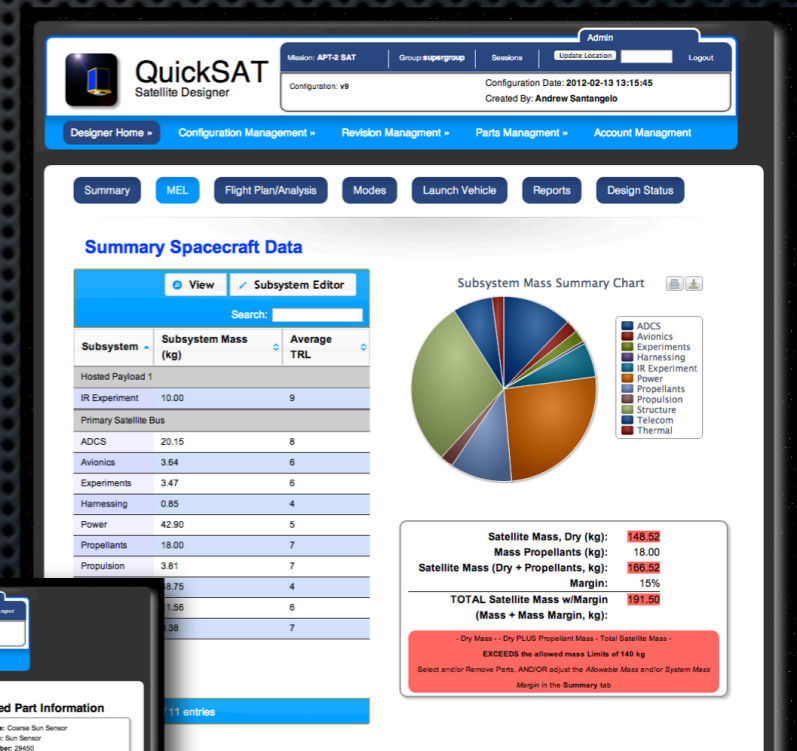 Admin
QuickSAT
Satellite Designer
Mission: APT-2 SAT
Group:supergroup
Sessions
Update Location
Logout
Configuration: v9
Configuration Date: 2012-02-13 13:15:45
Created By: Andrew Santangelo
Designer Home »
Configuration Management »
Revision Managment »
Parts Managment »
Account Managment
Summary
MEL
Flight Plan/Analysis
Modes
Launch Vehicle
Reports
Design Status
Summary Spacecraft Data
View
Subsystem Editor
Search:
Subsystem
Subsystem Mass (kg)
Average TRL
Hosted Payload 1
IR Experiment 10.00 9
Primary Satellite Bus
ADCS 20.15 8
Avionics 3.64 6
Experiments 3.47 6
Harnessing 0.85 4
Power 42.90 5
Propellants 18.00 7
Propulsion 3.81 7
8.75 4
1.56 6
.38 7
11 entries
Subsystem Mass Summary Chart
ADCS
Avionics
Experiments
Harnessing
IR Experiment
Power
Propellants
Propulsion
Structure
Telecom
Thermal
Satellite Mass, Dry (kg): 148.52
Mass Propellants (kg): 18.00
Satellite Mass (Dry + Propellants, kg): 166.52
Margin: 15%
TOTAL Satellite Mass w/Margin 191.50
(Mass + Mass Margin, kg):
- Dry Mass - - Dry PLUS Propellant Mass - Total Satellite Mass -
EXCEEDS the allowed mass Limits of 140 kg
Select and/or Remove Parts, AND/OR adjust the Allowable Mass and/or System Mass
Margin in the Summary tab
Logout
ed Part Information
e: Coarse Sun Sensor
: Sun Sensor
ber: 29450